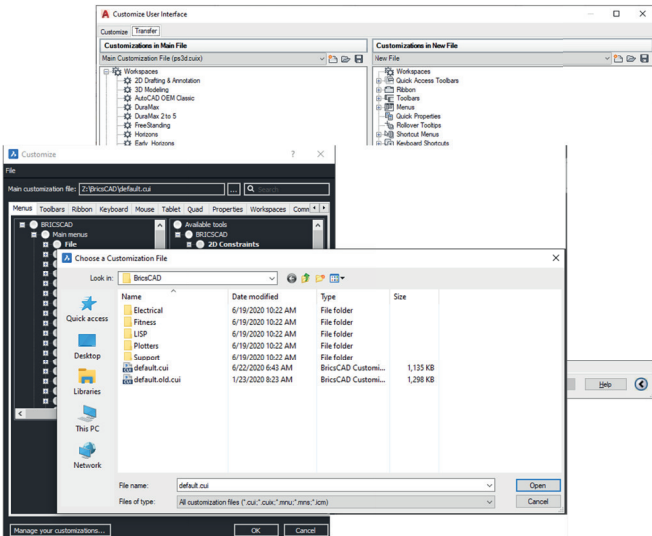 Customize User Interface
Customize Transfer
Customizations in Main File
Main Customization File (ps3d.cuix)
Workspaces
2D Drafting & Annotation
3D Modeling
AutoCAD OEM Classic
DuraMax
DuraMax 2 to 5
FreeStanding
Horizons
Early Horizons
Customizations in New File
New File
Workspaces
Quick Access Toolbars
Ribbon
Toolbars
Menus
Quick Properties
Rollover Tooltips
Shortcut Menus
Keyboard Shortcuts
Help
Customize
File
Main customization file: Z:\BricsCAD\default.cui ... Search
Menus Toolbars Ribbon Keyboard Mouse Tablet Quad Properties Workspaces Comm
BRICSCAD
Main menus
File
Available tools
BRICSCAD
2D Constraints
Choose a Customization File
Look in: BricsCAD
Quick access
Desktop
Libraries
This PC
Network
Name Date modified Type Size
Electrical 6/19/2020 10:22 AM File folder
Fitness 6/19/2020 10:22 AM File folder
LISP 6/19/2020 10:22 AM File folder
Plotters 6/19/2020 10:22 AM File folder
Support 6/19/2020 10:22 AM File folder
default.cui 6/22/2020 6:43 AM BricsCAD Customi... 1,135 KB
default.old.cui 1/23/2020 8:23 AM BricsCAD Customi... 1,298 KB
File name: default.cui Open
Files of type: All customization files (*.cui;*.cuix;*.mnu;*.mns;*.icm) Cancel
Manage your customizations... OK Cancel